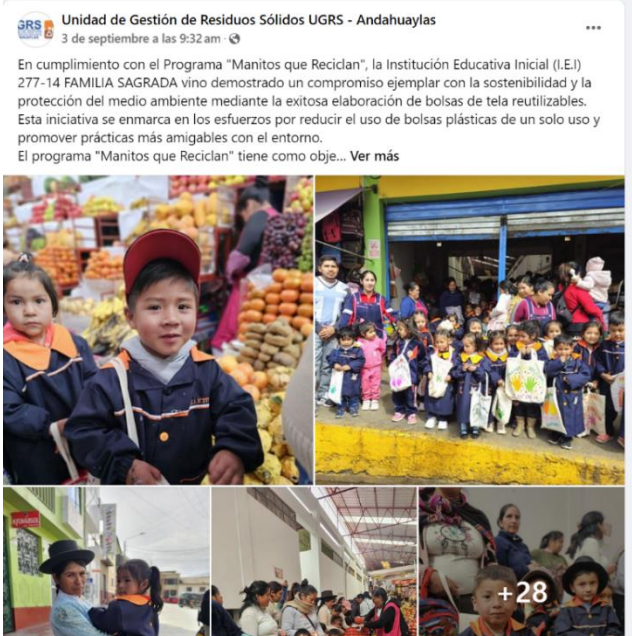 GRS
Unidad de Gestión de Residuos Sólidos UGRS - Andahuaylas
3 de septiembre a las 9:32 am ·
En cumplimiento con el Programa "Manitos que Reciclan", la Institución Educativa Inicial (I.E.I)
277-14 FAMILIA SAGRADA vino demostrado un compromiso ejemplar con la sostenibilidad y la
protección del medio ambiente mediante la exitosa elaboración de bolsas de tela reutilizables.
Esta iniciativa se enmarca en los esfuerzos por reducir el uso de bolsas plásticas de un solo uso y
promover prácticas más amigables con el entorno.
El programa "Manitos que Reciclan" tiene como obje... Ver más
+28